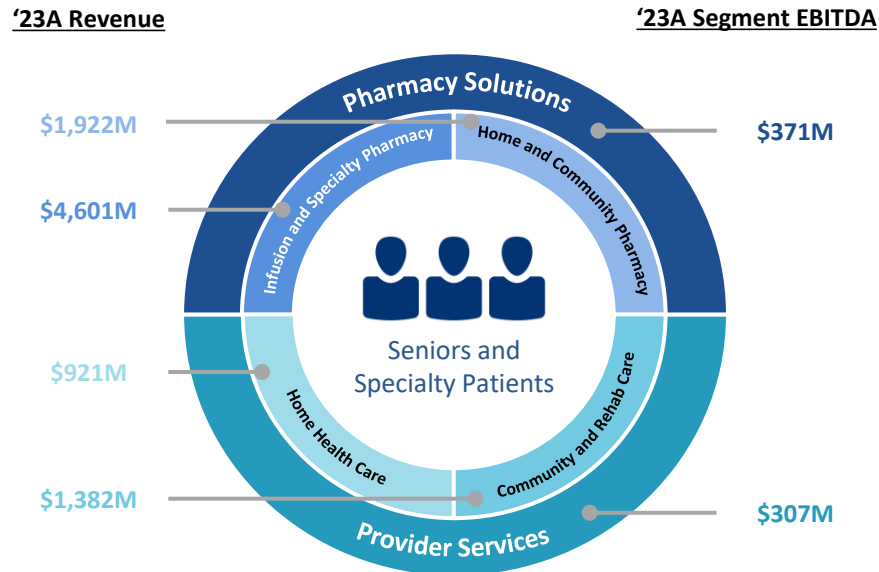 ‘23A Revenue
‘23A Segment EBITDA
Pharmacy Solutions
$1,922M
Infusion and Specialty Pharmacy
Home and Community Pharmacy
$371M
$4,601M
Seniors and
Specialty Patients
$921M
Home Health Care
Community and Rehab Care
$1,382M
$307M
Provider Services